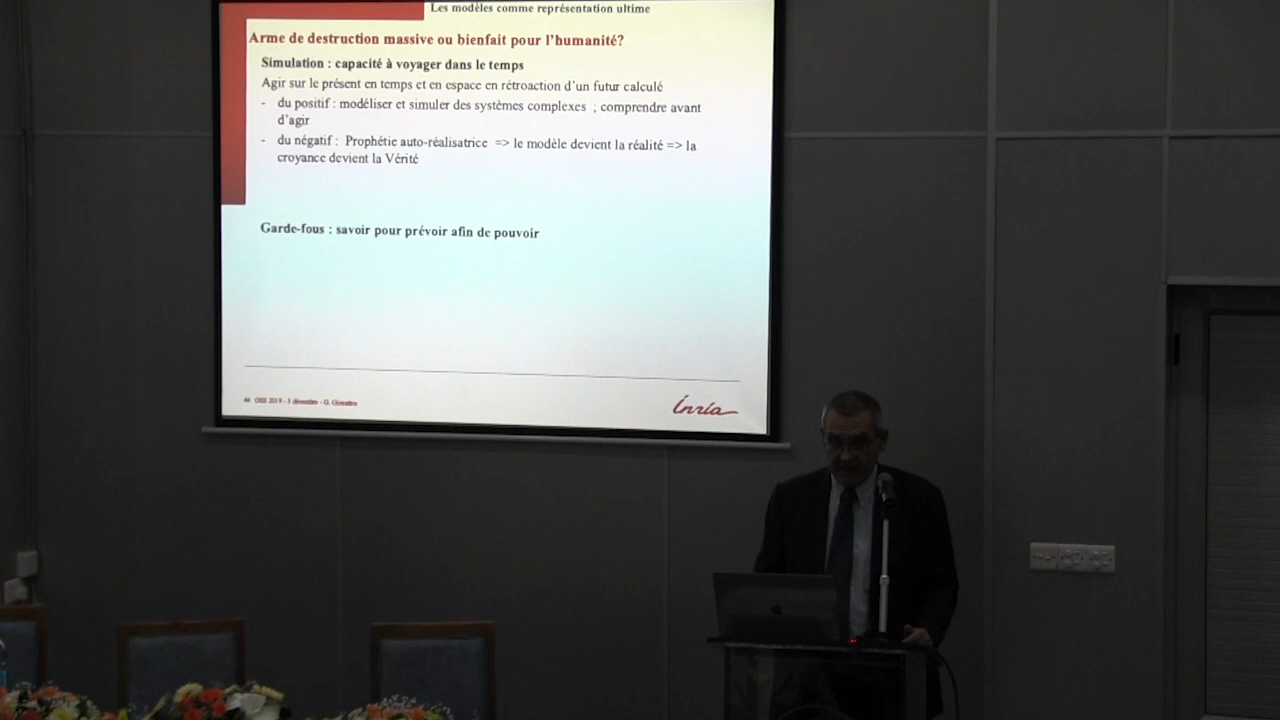 Les modèles comme représentation ultime
Arme de destruction massive ou bienfait pour l'humanité?
Simulation : capacité à voyager dans le temps
Agir sur le présent en temps et en espace en rétroaction d'un futur calculé
- du positif : modéliser et simuler des systèmes complexes ; comprendre avant
d'agir
- du négatif : Prophétie auto-réalisatrice => le modèle devient la réalité => la
croyance devient la Vérité
Garde-fous : savoir pour prévoir afin de pouvoir
2019 - 3 décembre - G.
Inria